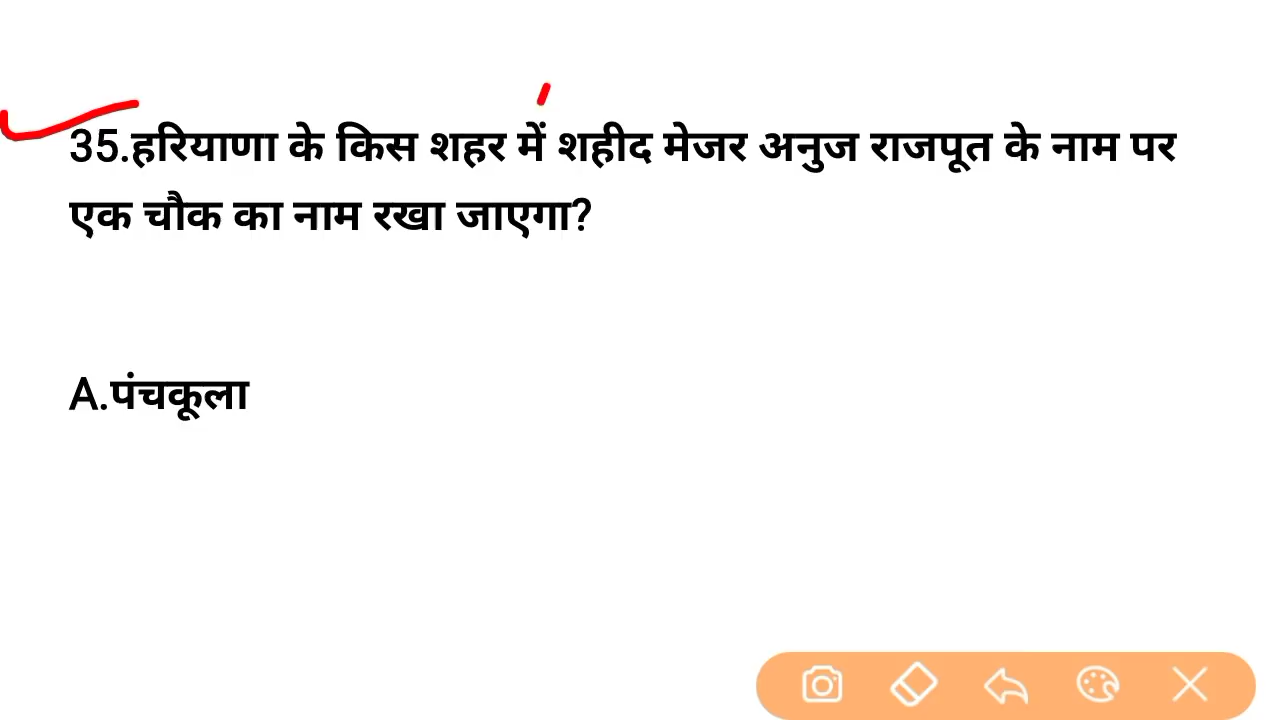 35.हरियाणा के किस शहर में शहीद मेजर अनुज राजपूत के नाम पर
एक चौक का नाम रखा जाएगा?
A.पंचकूला